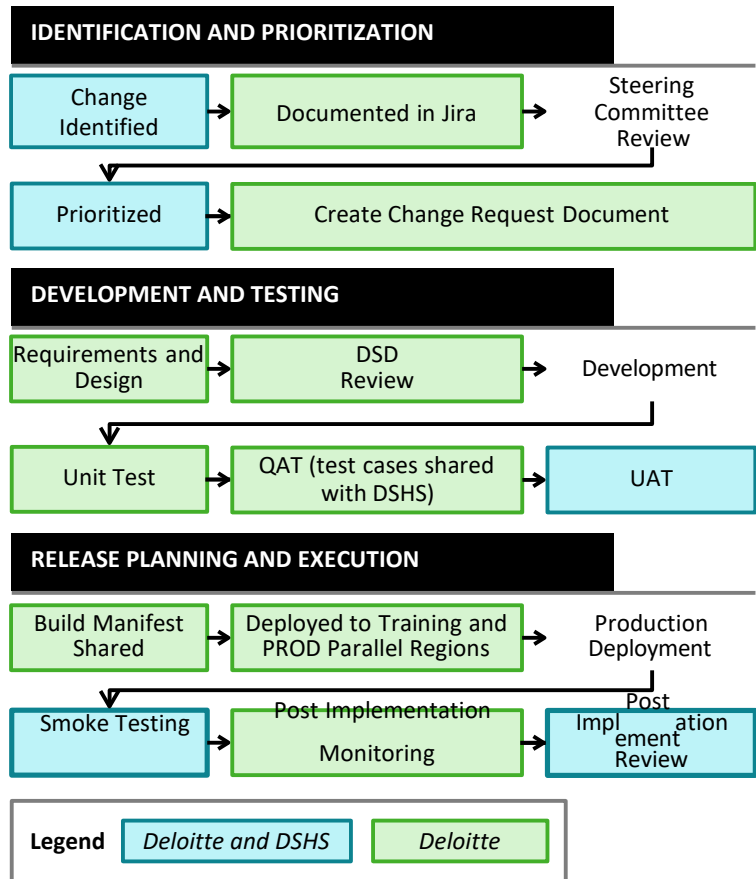 IDENTIFICATION AND PRIORITIZATION
Change
Identified
Documented in Jira
Steering
Committee
Review
Prioritized
Create Change Request Document
DEVELOPMENT AND TESTING
Requirements and
Design
DSD
Review
Development
Unit Test
QAT (test cases shared
with DSHS)
UAT
RELEASE PLANNING AND EXECUTION
Build Manifest
Shared
Deployed to Training and
PROD Parallel Regions
Production
Deployment
Smoke Testing
Post Implementation
Monitoring
Post
Impl ation
ement
Review
Legend
Deloitte and DSHS
Deloitte